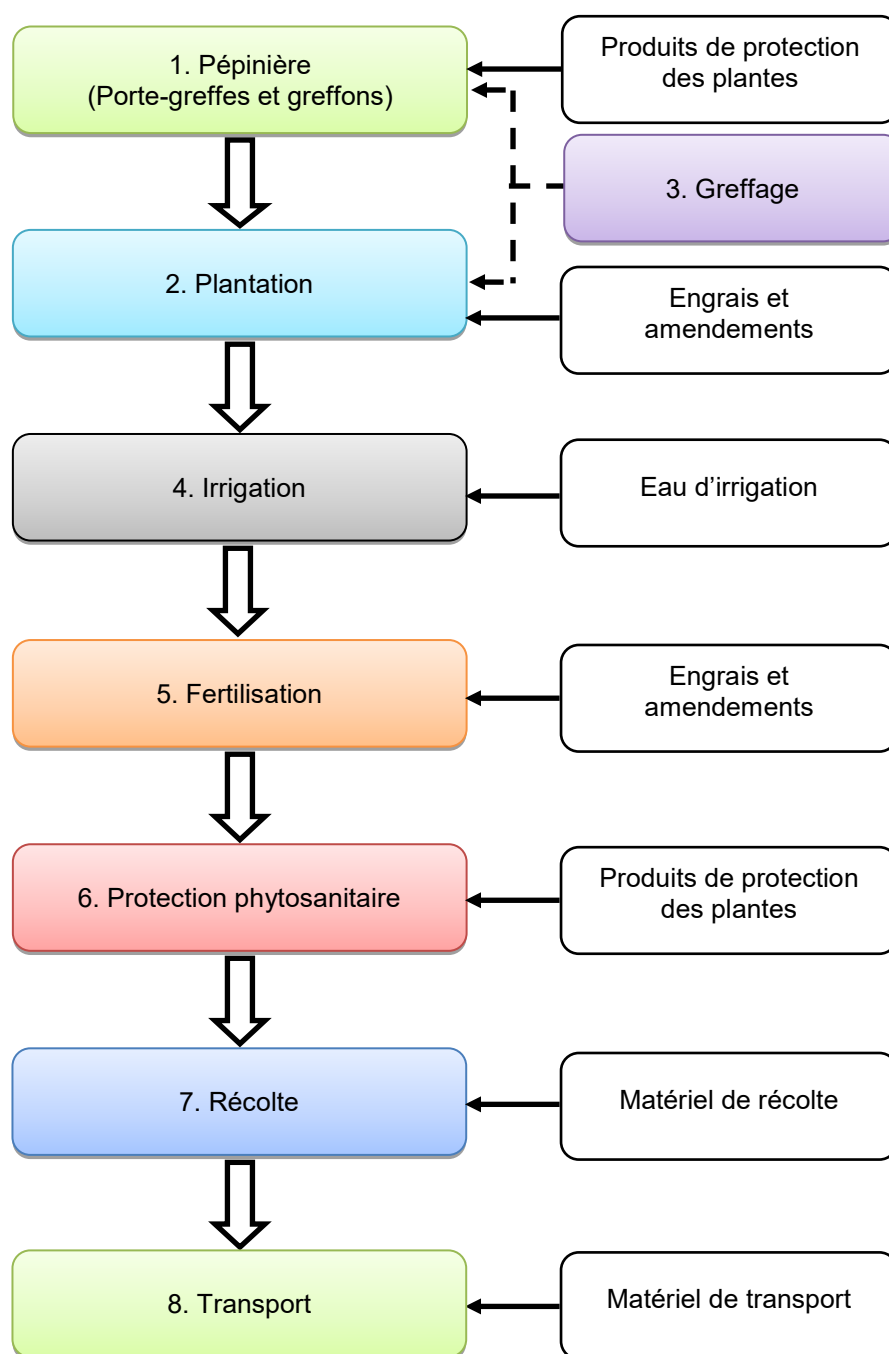 1. Pépinière
(Porte-greffes et greffons)
Produits de protection
des plantes
3. Greffage
2. Plantation
Engrais et
amendements
4. Irrigation
Eau d’irrigation
5. Fertilisation
Engrais et
amendements
6. Protection phytosanitaire
Produits de protection
des plantes
7. Récolte
Matériel de récolte
8. Transport
Matériel de transport